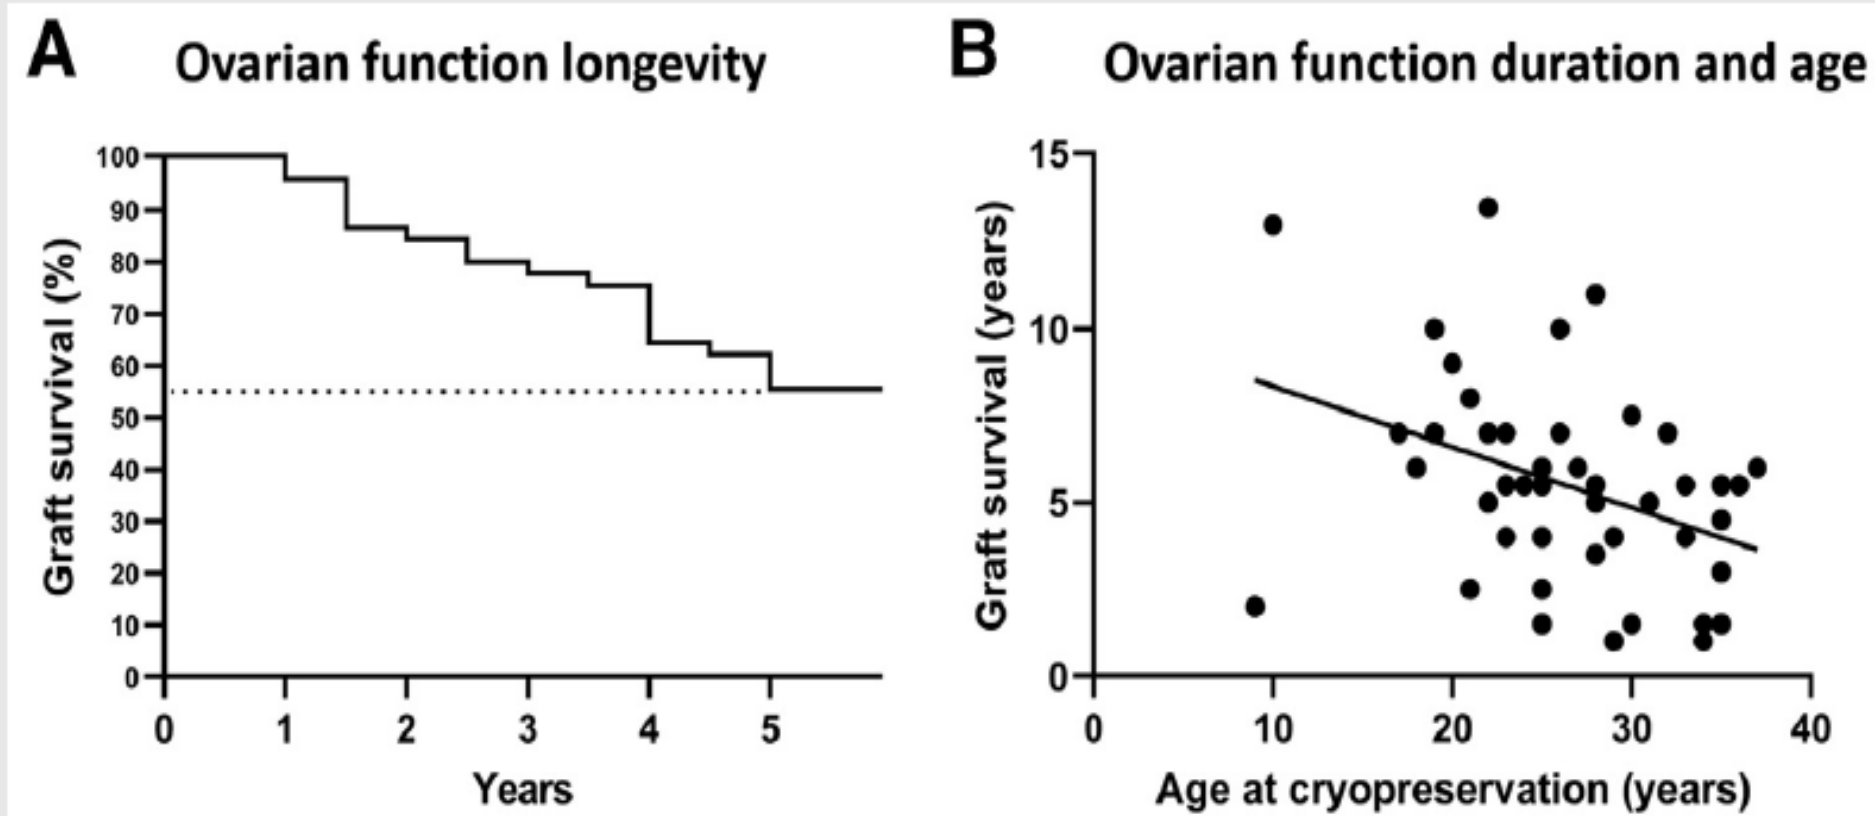 A Ovarian function longevity
Graft survival (%)
100
90
80
70
60
50
40
30
20
10
0
0 1 2 3 4 5
Years
B Ovarian function duration and age
Graft survival (years)
15
10
5
0
0 10 20 30 40
Age at cryopreservation (years)